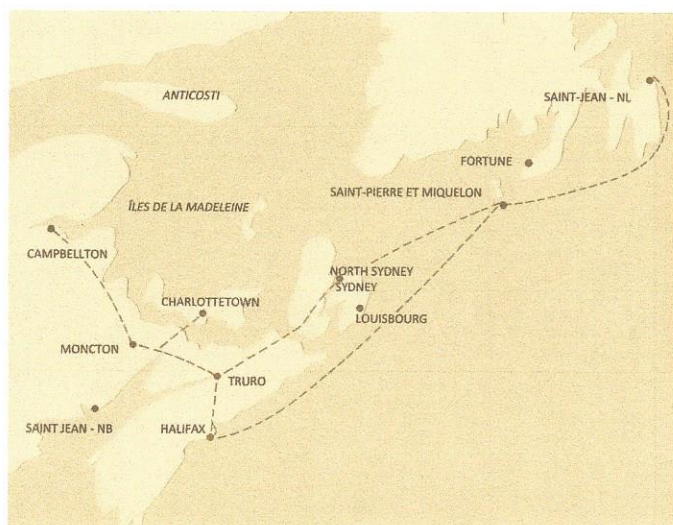 SAINT-JEAN - NL
ANTICOSTI
FORTUNE
SAINT-PIERRE ET MIQUELON
ÎLES DE LA MADELEINE
CAMPBELLTON
NORTH SYDNEY
SYDNEY
CHARLOTTETOWN
LOUISBOURG
MONCTON
TRURO
SAINT JEAN - NB
HALIFAX